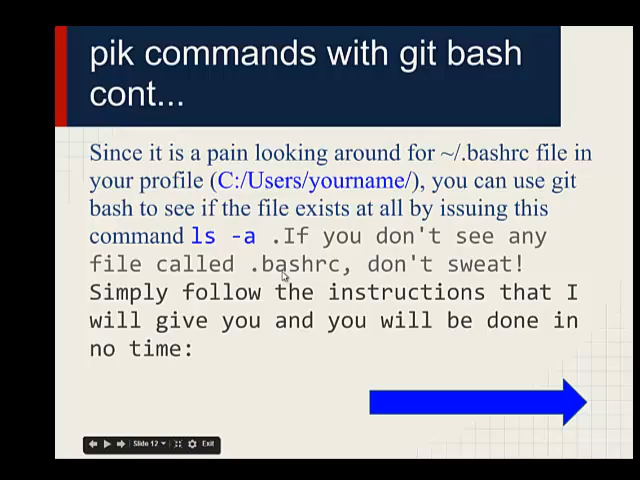 pik commands with git bash
cont...
Since it is a pain looking around for ~/.bashrc file in
your profile (C:/Users/yourname/), you can use git
bash to see if the file exists at all by issuing this
command ls -a .If you don't see any
file called .bashrc, don't sweat!
Simply follow the instructions that I
will give you and you will be done in
no time:
Slide 12 Exit